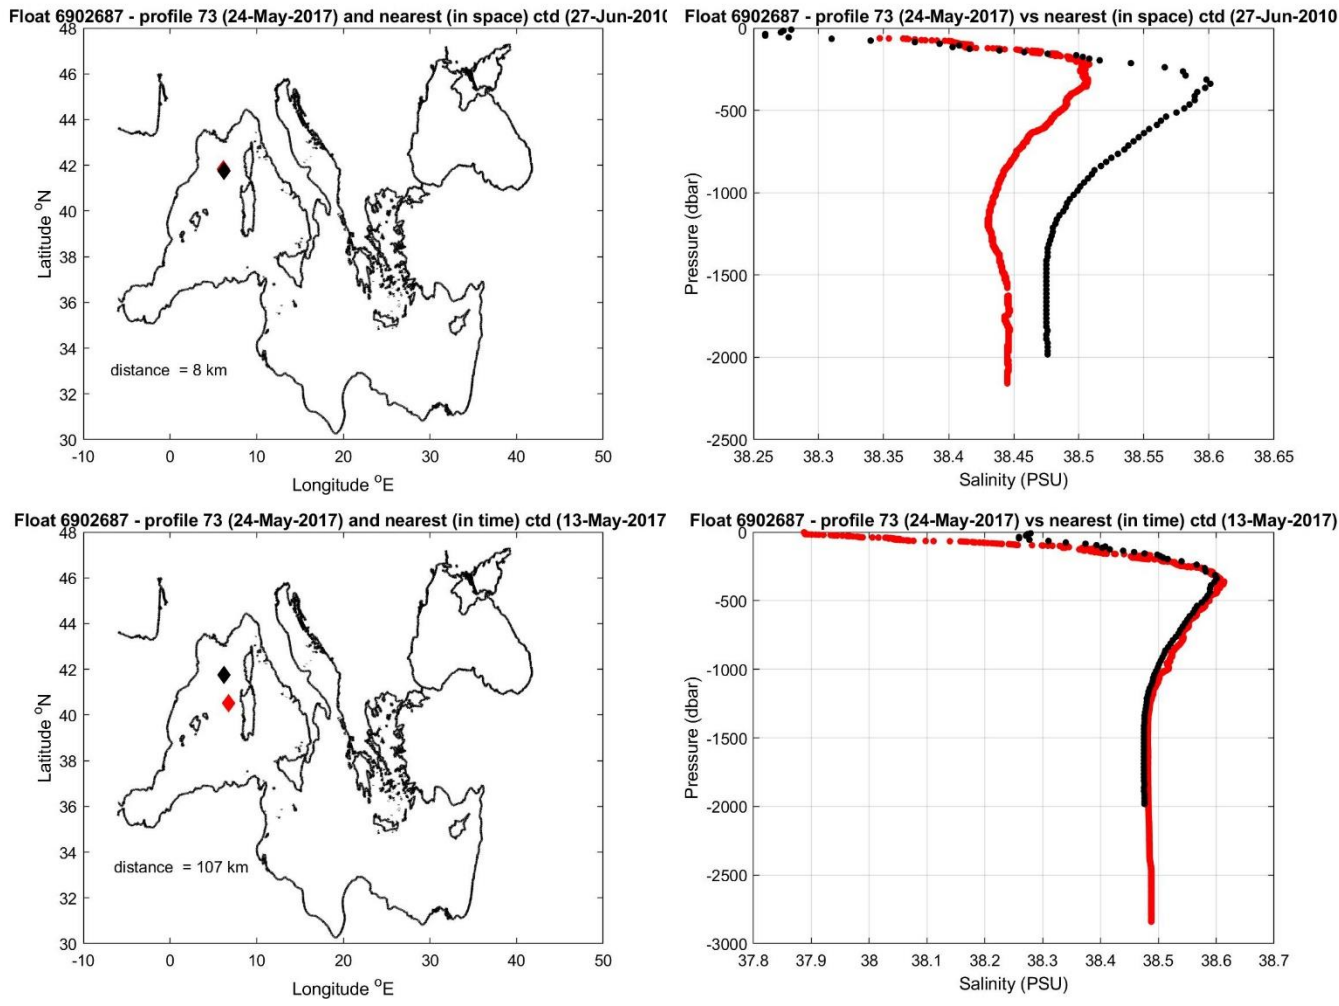 Float 6902687 - profile 73 (24-May-2017) and nearest (in space) ctd (27-Jun-2010
48
46
44
42
40
38
36
34
32
30
Latitude °N
distance = 8 km
-10 0 10 20 30 40 50
Longitude °E
Float 6902687 - profile 73 (24-May-2017) vs nearest (in space) ctd (27-Jun-2010
0
-500
-1000
-1500
-2000
-2500
Pressure (dbar)
38.25 38.3 38.35 38.4 38.45 38.5 38.55 38.6 38.65
Salinity (PSU)
Float 6902687 - profile 73 (24-May-2017) and nearest (in time) ctd (13-May-2017
48
46
44
42
40
38
36
34
32
30
Latitude °N
distance = 107 km
-10 0 10 20 30 40 50
Longitude °E
Float 6902687 - profile 73 (24-May-2017) vs nearest (in time) ctd (13-May-2017)
0
-500
-1000
-1500
-2000
-2500
-3000
Pressure (dbar)
37.8 37.9 38 38.1 38.2 38.3 38.4 38.5 38.6 38.7
Salinity (PSU)